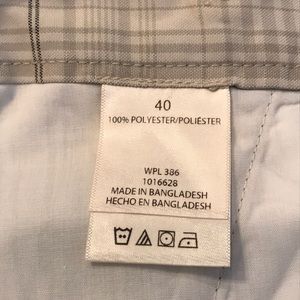 40
100% POLYESTER/POLIÉSTER
WPL 386
1016628
MADE IN BANGLADESH
HECHO EN BANGLADESH